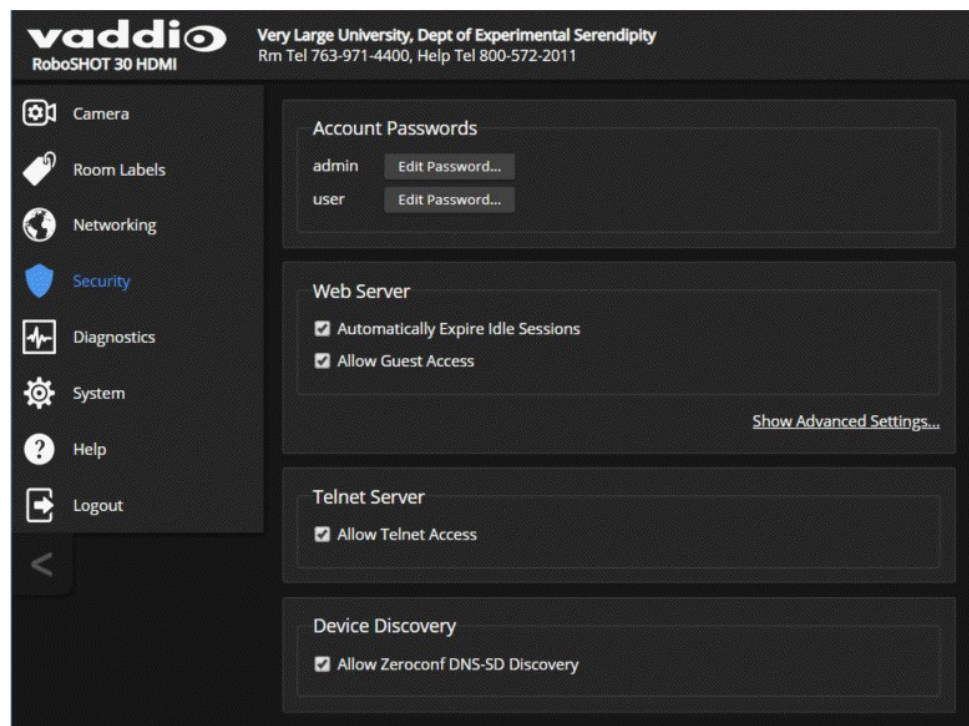 vaddio
RoboSHOT 30 HDMI
Very Large University, Dept of Experimental Serendipity
Rm Tel 763-971-4400, Help Tel 800-572-2011
Camera
Room Labels
Networking
Security
Diagnostics
System
Help
Logout
<
Account Passwords
admin Edit Password...
user Edit Password...
Web Server
Automatically Expire Idle Sessions
Allow Guest Access
Show Advanced Settings...
Telnet Server
Allow Telnet Access
Device Discovery
Allow Zeroconf DNS-SD Discovery